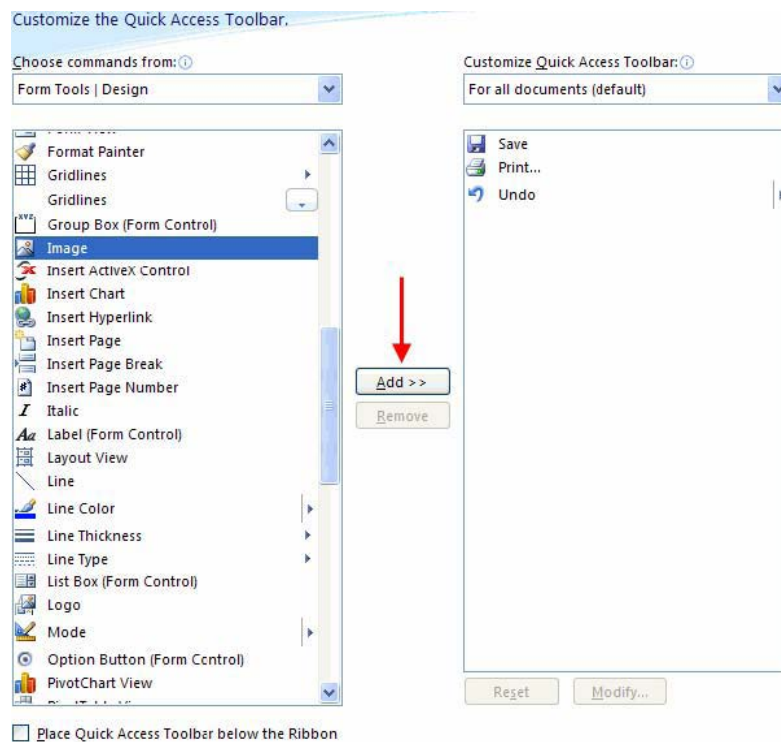 Customize the Quick Access Toolbar.
Choose commands from:
Customize Quick Access Toolbar:
Form Tools | Design
For all documents (default)
Format Painter
Gridlines
Gridlines
Group Box (Form Control)
Image
Insert ActiveX Control
Insert Chart
Insert Hyperlink
Insert Page
Insert Page Break
Insert Page Number
Italic
Label (Form Control)
Layout View
Line
Line Color
Line Thickness
Line Type
List Box (Form Control)
Logo
Mode
Option Button (Form Control)
PivotChart View
Add >>
Remove
Save
Print...
Undo
Reset
Modify...
Place Quick Access Toolbar below the Ribbon